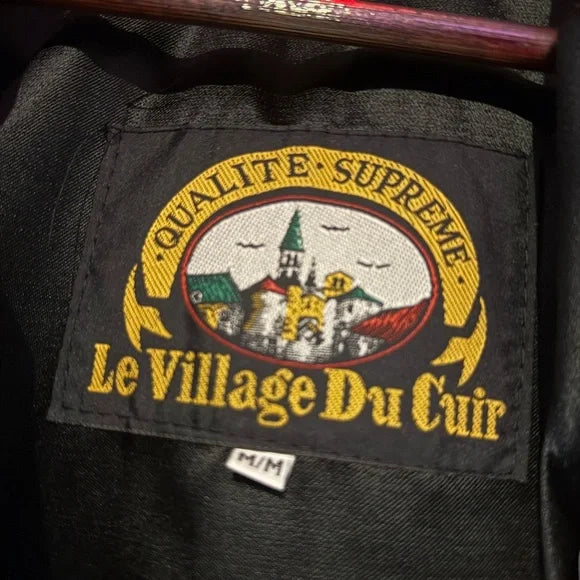 QUALITE · SUPREME
Le Village Du Cuir
M/M